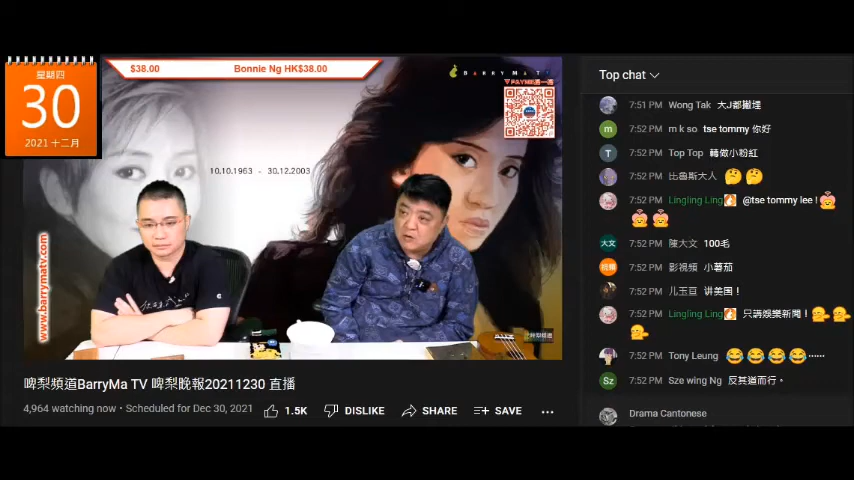 星期四
30
2021 十二月
$38.00
Bonnie Ng HK$38.00
BARRYMATV
PAYME
10.10.1963 - 30.12.2003
www.barrymatv.com
啤梨頻道BarryMa TV 啤梨晚報20211230 直播
4,964 watching now • Scheduled for Dec 30, 2021
1.5K
DISLIKE
SHARE
SAVE
Top chat
7:51 PM Wong Tak 大J都撇埋
m
7:52 PM m k so tse tommy 你好
T
7:52 PM Top Top 轉做小粉紅
7:52 PM 比魯斯大人 🤔🤔
7:52 PM Lingling Ling @tse tommy lee !
大文
7:52 PM 陳大文 100毛
視頻
7:52 PM 影視頻 小蕃茄
7:52 PM 儿玉亘 讲美国！
7:52 PM Lingling Ling 只講娛樂新聞！
7:52 PM Tony Leung 😂😂😂😂······
Sz
7:52 PM Sze wing Ng 反其道而行。
Drama Cantonese